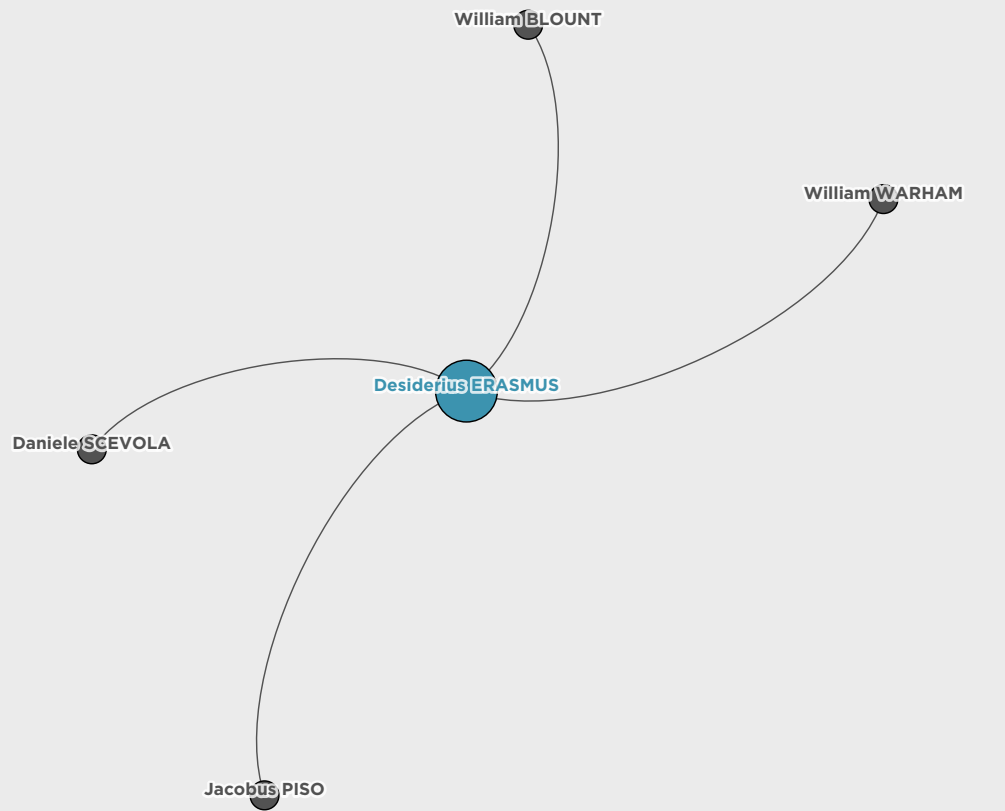 William BLOUNT
William WARHAM
Desiderius ERASMUS
Daniele SCEVOLA
Jacobus PISO